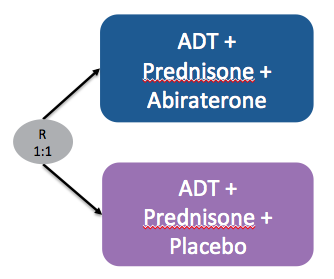 ADT +
Prednisone +
Abiraterone
R
1:1
ADT +
Prednisone +
Placebo